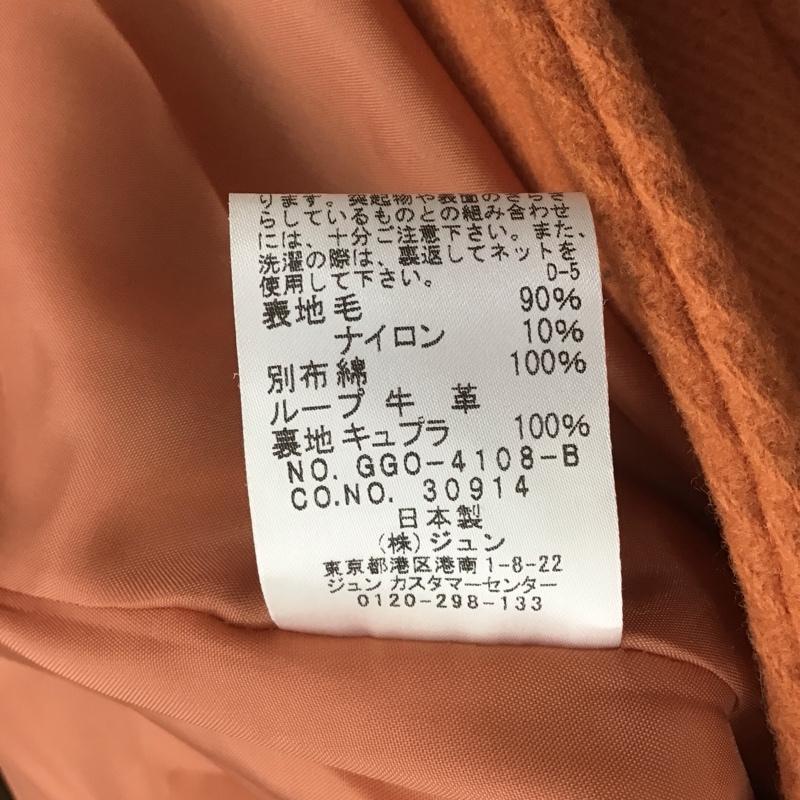 ります。突起物や表面のみ
らしているものとの組み合わせ
には、十分ご注意下さい。また、
洗濯の際は、裏返してネットを
使用して下さい。 D-5
表地 毛 90%
ナイロン 10%
別布 綿 100%
ループ 牛 革
裏地 キュプラ 100%
NO. GGO-4108-B
CO.NO. 30914
日本製
(株)ジュン
東京都港区港南1-8-22
ジュン カスタマーセンター
0120-298-133